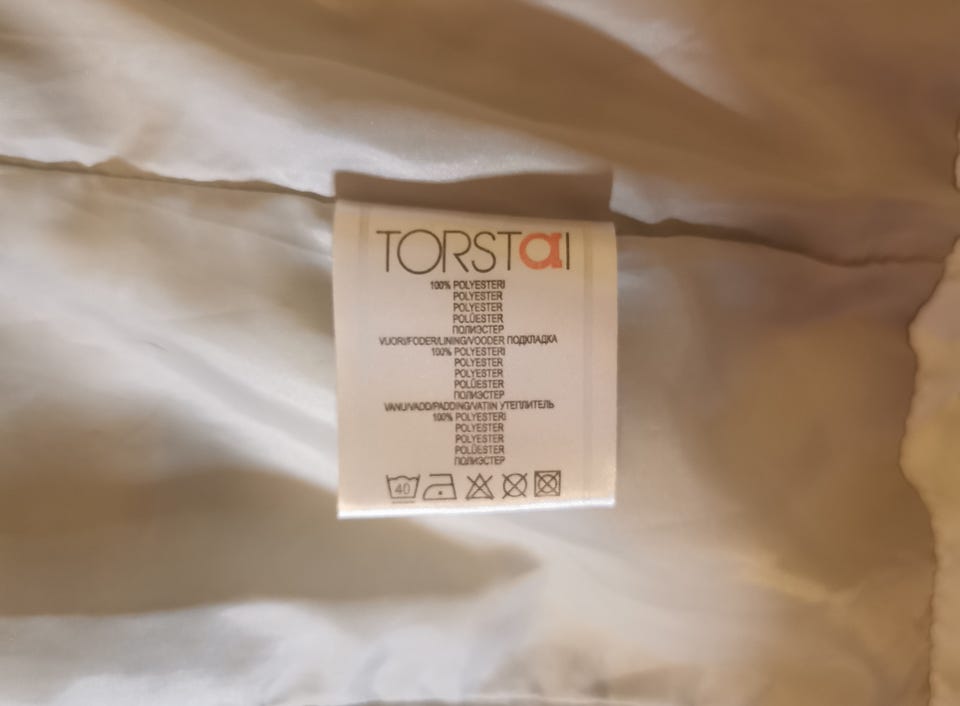 TORSTaI
100% POLYESTERI
POLYESTER
POLYESTER
POLÜESTER
ПОЛИЭСТЕР
VUORI/FODER/LINING/VOODER ПОДКЛАДКА
100% POLYESTERI
POLYESTER
POLYESTER
POLÜESTER
ПОЛИЭСТЕР
VANU/VADD/PADDING/VATIIN УТЕПЛИТЕЛЬ
100% POLYESTERI
POLYESTER
POLYESTER
POLÜESTER
ПОЛИЭСТЕР
40